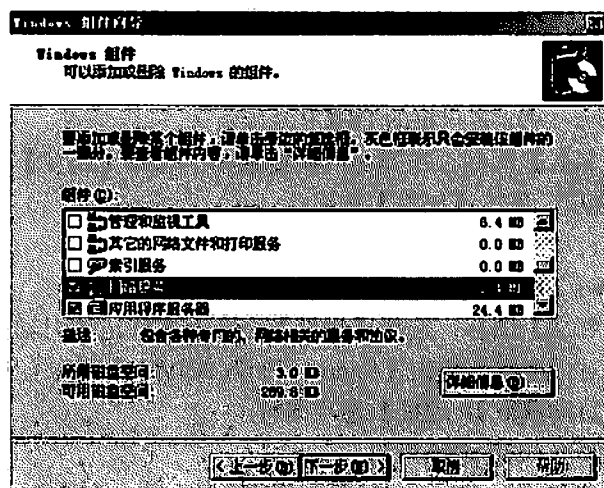 Windows 组件向导
Windows 组件
可以添加或删除 Windows 的组件。
要添加或删除某个组件，请单击旁边的复选框。灰色框表示只会安装该组件的
一部分。要查看组件内容，请单击“详细信息”。
组件(C):
管理和监视工具 6.4 MB
其它的网络文件和打印服务 0.0 MB
索引服务 0.0 MB
网络服务
应用程序服务器 24.4 MB
描述: 包含各种专门的、网络相关的服务和协议。
所需磁盘空间: 3.0 MB
可用磁盘空间: MB
详细信息(D)...
< 上一步(B) 下一步(N) > 取消 帮助